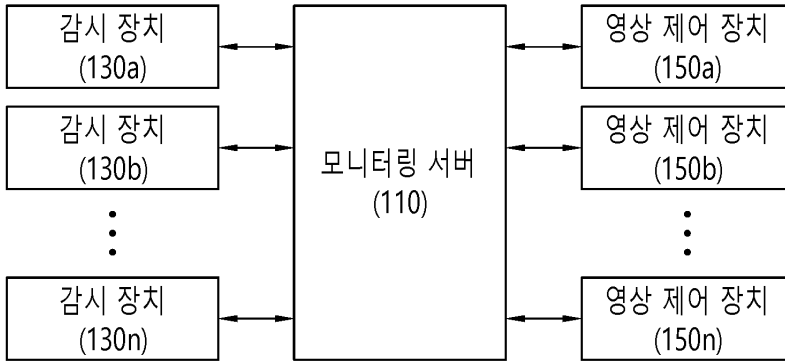 감시 장치
(130a)
감시 장치
(130b)
감시 장치
(130n)
모니터링 서버
(110)
영상 제어 장치
(150a)
영상 제어 장치
(150b)
영상 제어 장치
(150n)